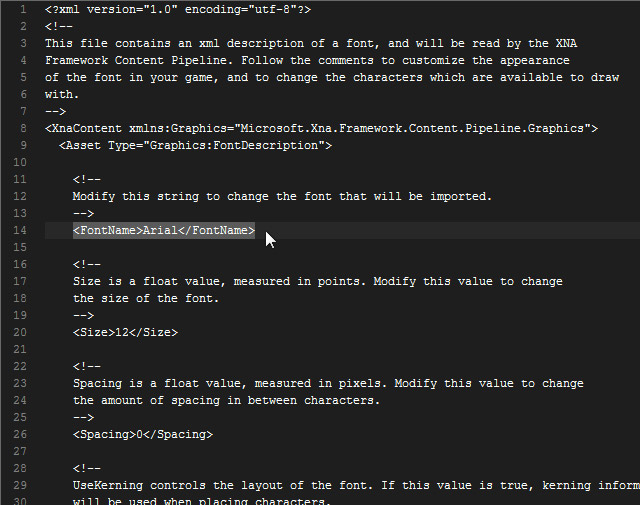 1 <?xml version="1.0" encoding="utf-8"?>
2 <!--
3 This file contains an xml description of a font, and will be read by the XNA
4 Framework Content Pipeline. Follow the comments to customize the appearance
5 of the font in your game, and to change the characters which are available to draw
6 with.
7 -->
8 <XnaContent xmlns:Graphics="Microsoft.Xna.Framework.Content.Pipeline.Graphics">
9 <Asset Type="Graphics:FontDescription">
10
11 <!--
12 Modify this string to change the font that will be imported.
13 -->
14 <FontName>Arial</FontName>
15
16 <!--
17 Size is a float value, measured in points. Modify this value to change
18 the size of the font.
19 -->
20 <Size>12</Size>
21
22 <!--
23 Spacing is a float value, measured in pixels. Modify this value to change
24 the amount of spacing in between characters.
25 -->
26 <Spacing>0</Spacing>
27
28 <!--
29 UseKerning controls the layout of the font. If this value is true, kerning inform
30 will be used when placing characters.